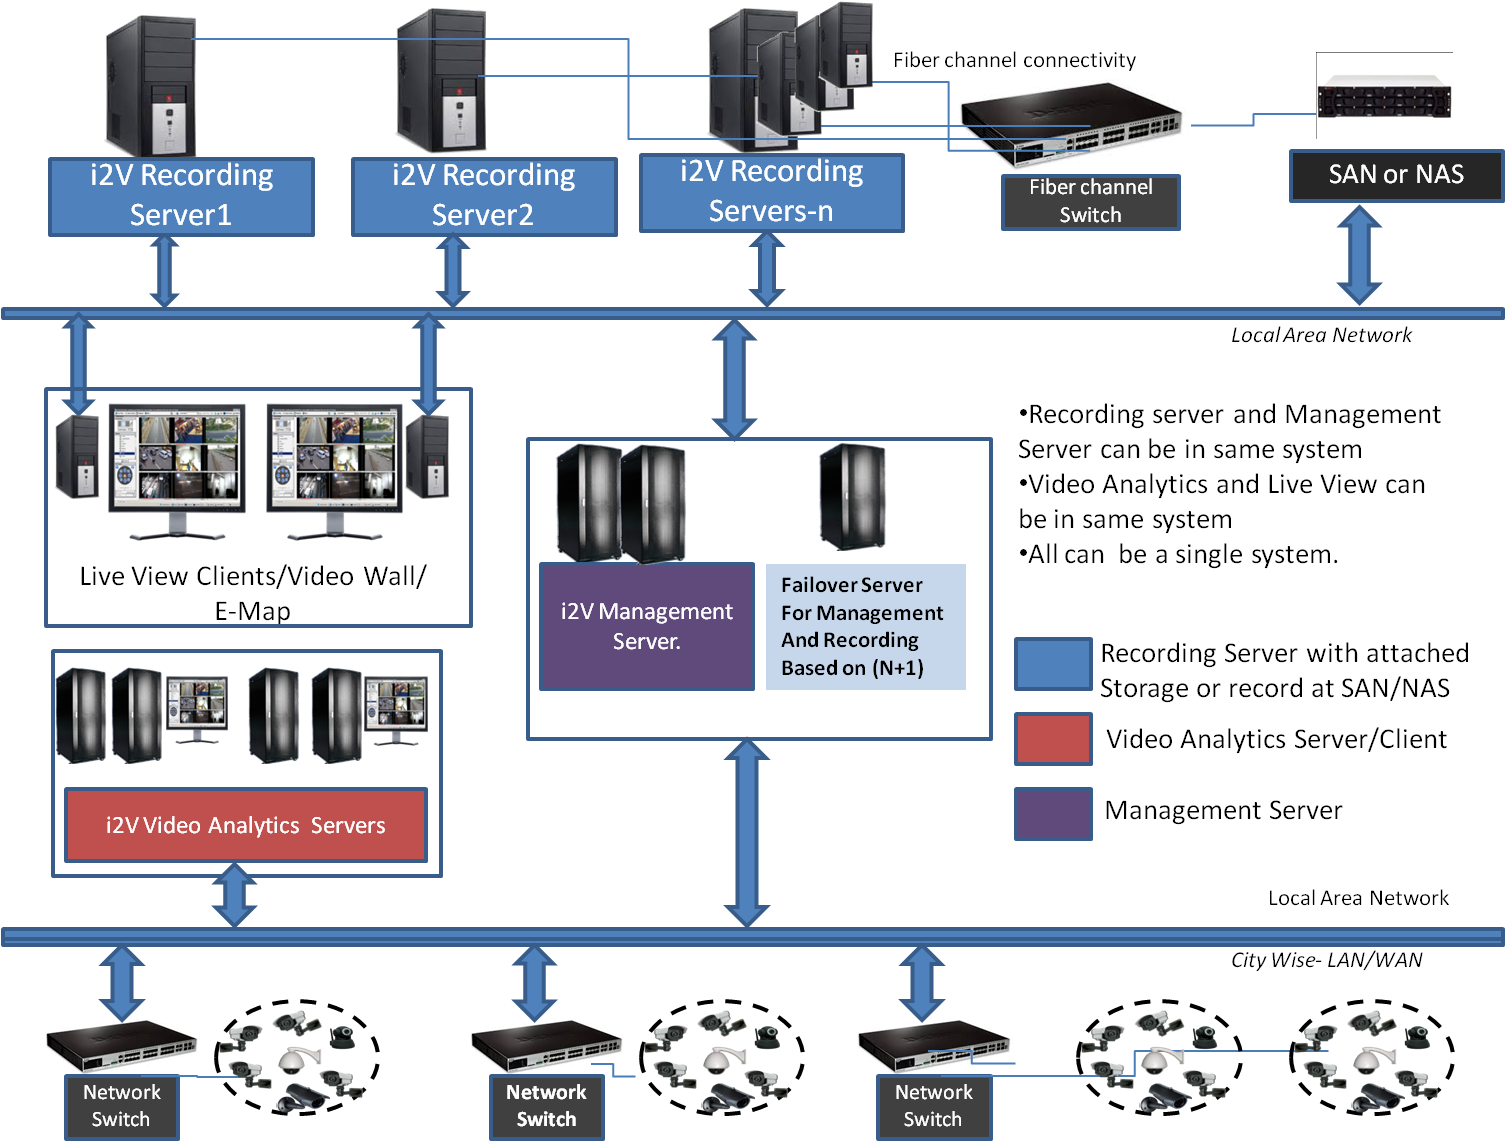 Fiber channel connectivity
i2V Recording
Server1
i2V Recording
Server2
i2V Recording
Servers-n
Fiber channel
Switch
SAN or NAS
Local Area Network
•Recording server and Management
Server can be in same system
•Video Analytics and Live View can
be in same system
•All can  be a single system.
Live View Clients/Video Wall/
E-Map
i2V Management
Server.
Failover Server
For Management
And Recording
Based on (N+1)
Recording Server with attached
Storage or record at SAN/NAS
Video Analytics Server/Client
Management Server
i2V Video Analytics Servers
Local Area Network
City Wise- LAN/WAN
Network
Switch
Network
Switch
Network
Switch